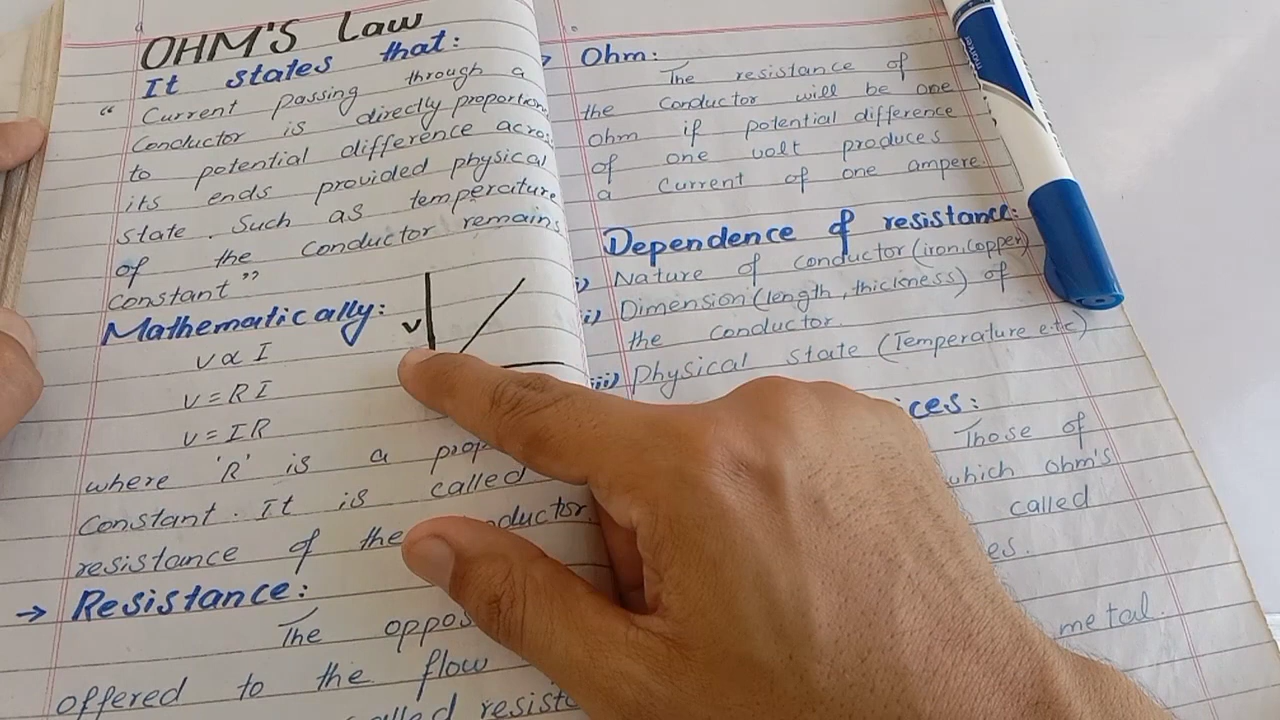 OHM'S Law
It states that:
“ Current passing through a
Conductor is directly proportion
to potential difference across
its ends provided physical
state. Such as temperature
of the conductor remains
constant ”
Mathematically:
V
V ∝ I
V = R I
V = I R
where 'R' is a
Constant. It is called
resistance of the
→ Resistance:
The
offered to the flow
Ohm:
The resistance of
the conductor will be one
Ohm if potential difference
of one volt produces
a current of one ampere.
Dependence of resistance:
i) Nature of conductor (iron, copper)
ii) Dimension (length, thickness) of
the conductor.
iii) Physical state (Temperature etc)
Those of
which ohm's
called
metal.
marker